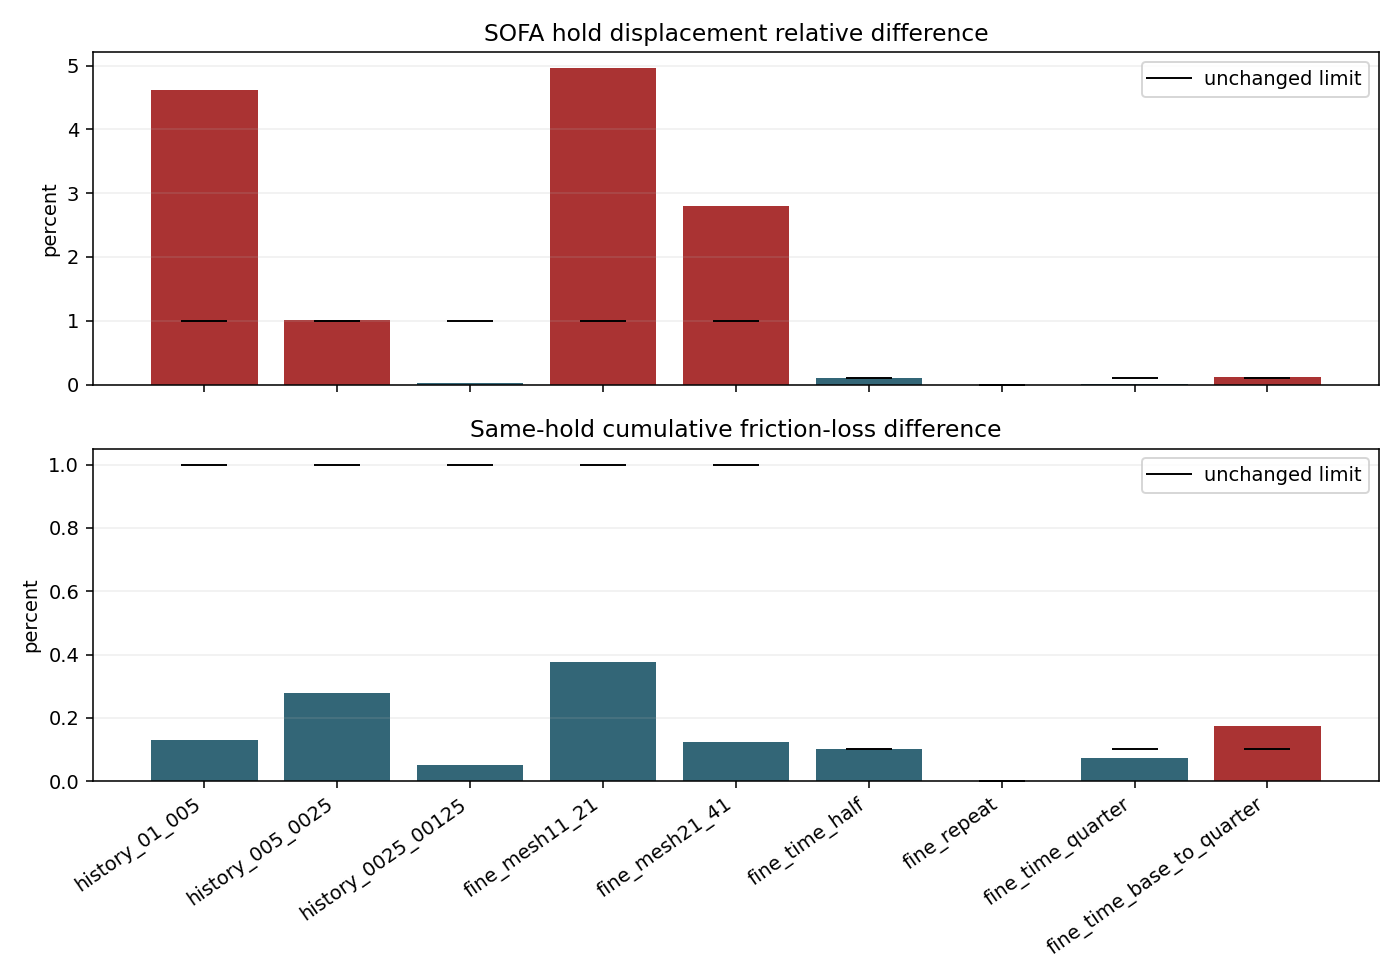 SOFA hold displacement relative difference
unchanged limit
percent
5
4
3
2
1
0
Same-hold cumulative friction-loss difference
unchanged limit
percent
1.0
0.8
0.6
0.4
0.2
0.0
history_01_005
history_005_0025
history_0025_00125
fine_mesh11_21
fine_mesh21_41
fine_time_half
fine_repeat
fine_time_quarter
fine_time_base_to_quarter